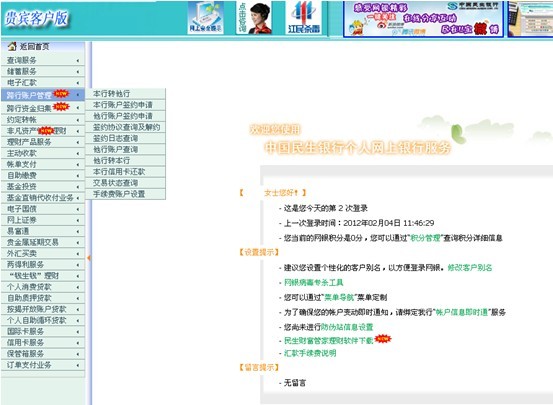 贵宾客户版
网上安全提示
点击查询
江民杀毒
感受网银精彩
一键分享
在线分享互动
尽在民生微博
中国民生银行
返回首页
查询服务
储蓄服务
电子汇款
跨行账户管理 NEW
跨行资金归集 NEW
约定转帐
非凡资产 NEW 理财
理财产品服务
主动收款
帐单支付
自助缴费
基金投资
基金直销代收付业务
电子国债
网上证券
易富通
贵金属延期交易
外汇买卖
两得利服务
“钱生钱”理财
个人消费贷款
自助质押贷款
按揭开放账户贷款
个人自助循环贷款
国际卡服务
信用卡服务
保管箱服务
订单支付业务
本行转他行
本行账户签约申请
他行账户签约申请
签约协议查询及解约
签约日志查询
他行账户查询
他行转本行
本行信用卡还款
交易状态查询
手续费账户设置
欢迎您使用
中国民生银行个人网上银行服务
【 女士您好! 】
- 这是您今天的第 2 次登录
- 上一次登录时间：2012年02月04日 11:46:29
- 您当前的网银积分是0分，您可以通过“积分管理”查询积分详细信息
【设置提示】
- 建议您设置个性化的客户别名，以方便登录网银。修改客户别名
- 网银病毒专杀工具
- 您可以通过“菜单导航”菜单定制
- 为了确保您的帐户变动即时通知，请绑定我行“帐户信息即时通”服务
- 您尚未进行防伪站信息设置
- 民生财富管家理财软件下载 NEW
- 汇款手续费说明
【留言提示】
- 无留言